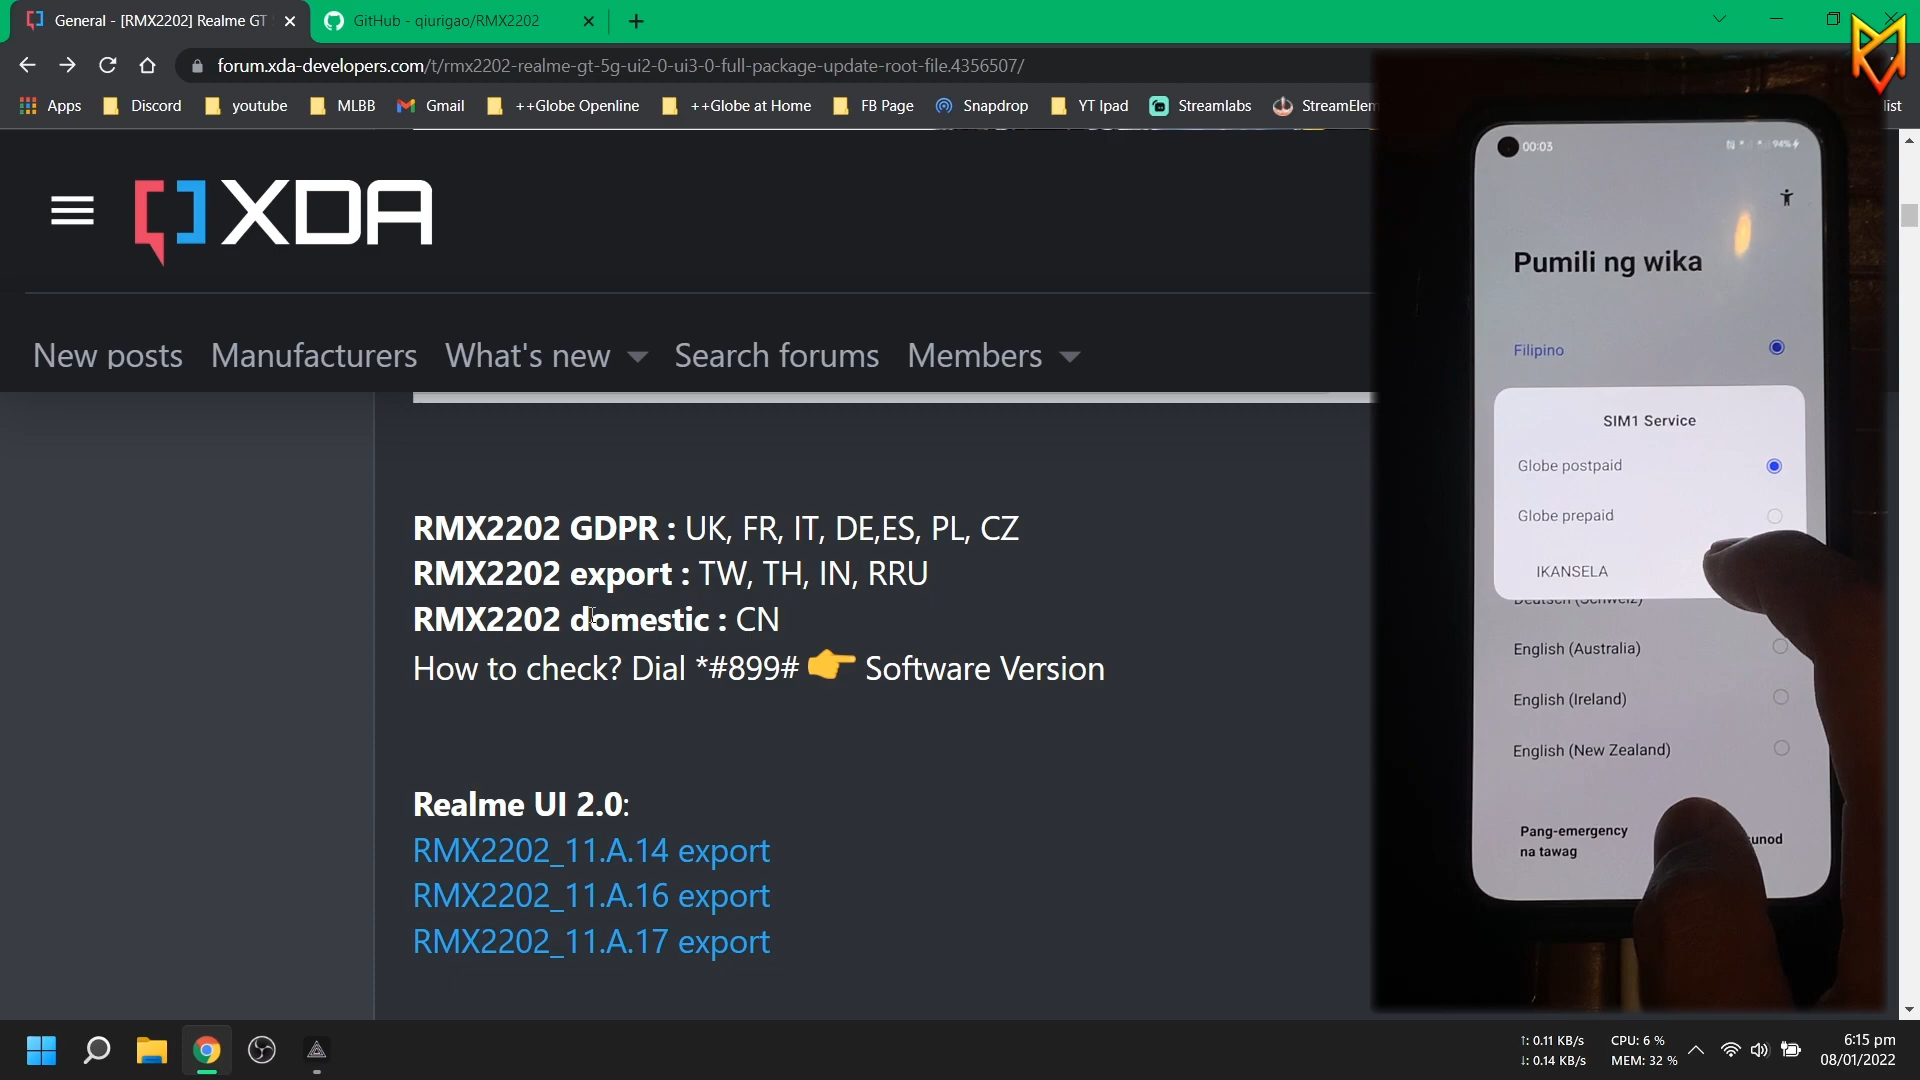 General - [RMX2202] Realme GT
GitHub - qiurigao/RMX2202
forum.xda-developers.com/t/rmx2202-realme-gt-5g-ui2-0-ui3-0-full-package-update-root-file.4356507/
Apps
Discord
youtube
MLBB
Gmail
++Globe Openline
++Globe at Home
FB Page
Snapdrop
YT Ipad
Streamlabs
StreamElem
list
XDA
New posts
Manufacturers
What's new
Search forums
Members
RMX2202 GDPR : UK, FR, IT, DE,ES, PL, CZ
RMX2202 export : TW, TH, IN, RRU
RMX2202 domestic : CN
How to check? Dial *#899# 👉 Software Version
Realme UI 2.0:
RMX2202_11.A.14 export
RMX2202_11.A.16 export
RMX2202_11.A.17 export
00:03
94%
Pumili ng wika
Filipino
SIM1 Service
Globe postpaid
Globe prepaid
IKANSELA
Deutsch (Schweiz)
English (Australia)
English (Ireland)
English (New Zealand)
Pang-emergency
na tawag
unod
↑: 0.11 KB/s
↓: 0.14 KB/s
CPU: 6 %
MEM: 32 %
6:15 pm
08/01/2022